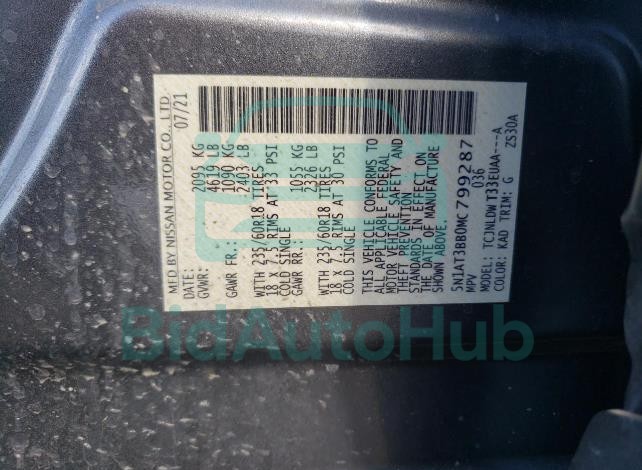 MFD BY NISSAN MOTOR CO., LTD
DATE: 07/21
GVWR: 2095 KG
4619 LB
GAWR FR.: 1090 KG
2403 LB
WITH 235/60R18 TIRES
18 X 7.5 RIMS AT 33 PSI
COLD SINGLE
GAWR RR.: 1055 KG
2326 LB
WITH 235/60R18 TIRES
18 X 7.5 RIMS AT 30 PSI
COLD SINGLE
THIS VEHICLE CONFORMS TO
ALL APPLICABLE FEDERAL
MOTOR VEHICLE SAFETY AND
THEFT PREVENTION
STANDARDS IN EFFECT ON
THE DATE OF MANUFACTURE
SHOWN ABOVE.
5N1AT3BB0MC799287
036
MODEL: TCJNLDW T33EUAA---A
COLOR: KAD TRIM: G ZS30A
BidAutoHub